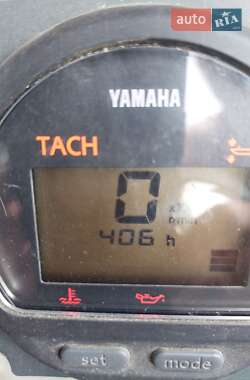 auto RIA
YAMAHA
TACH
0
406 h
set mode